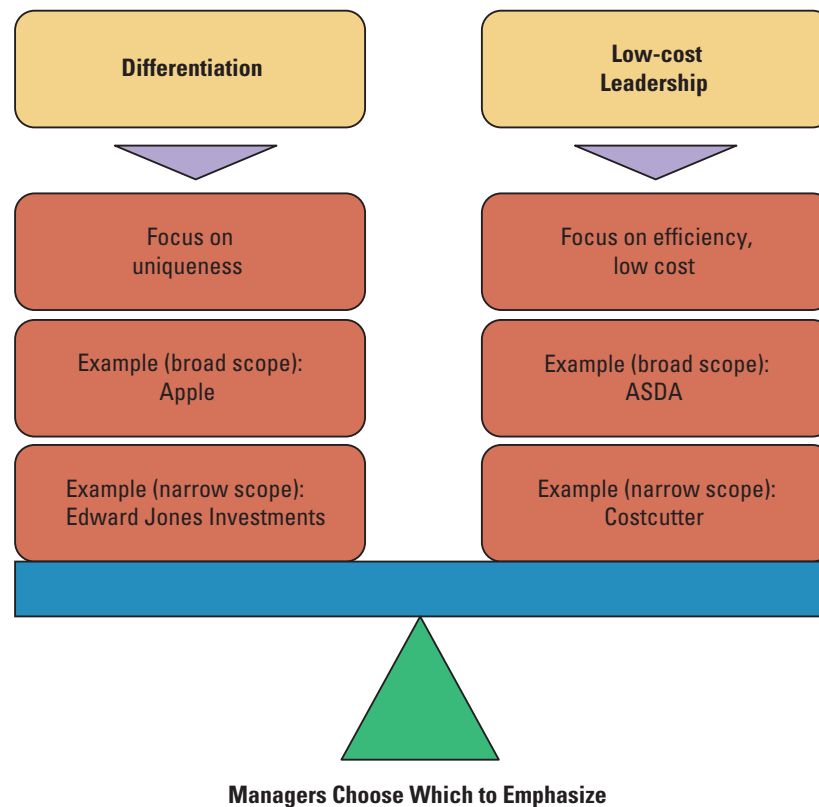 Differentiation
Low-cost
Leadership
Focus on
uniqueness
Focus on efficiency,
low cost
Example (broad scope):
Apple
Example (broad scope):
ASDA
Example (narrow scope):
Edward Jones Investments
Example (narrow scope):
Costcutter
Managers Choose Which to Emphasize